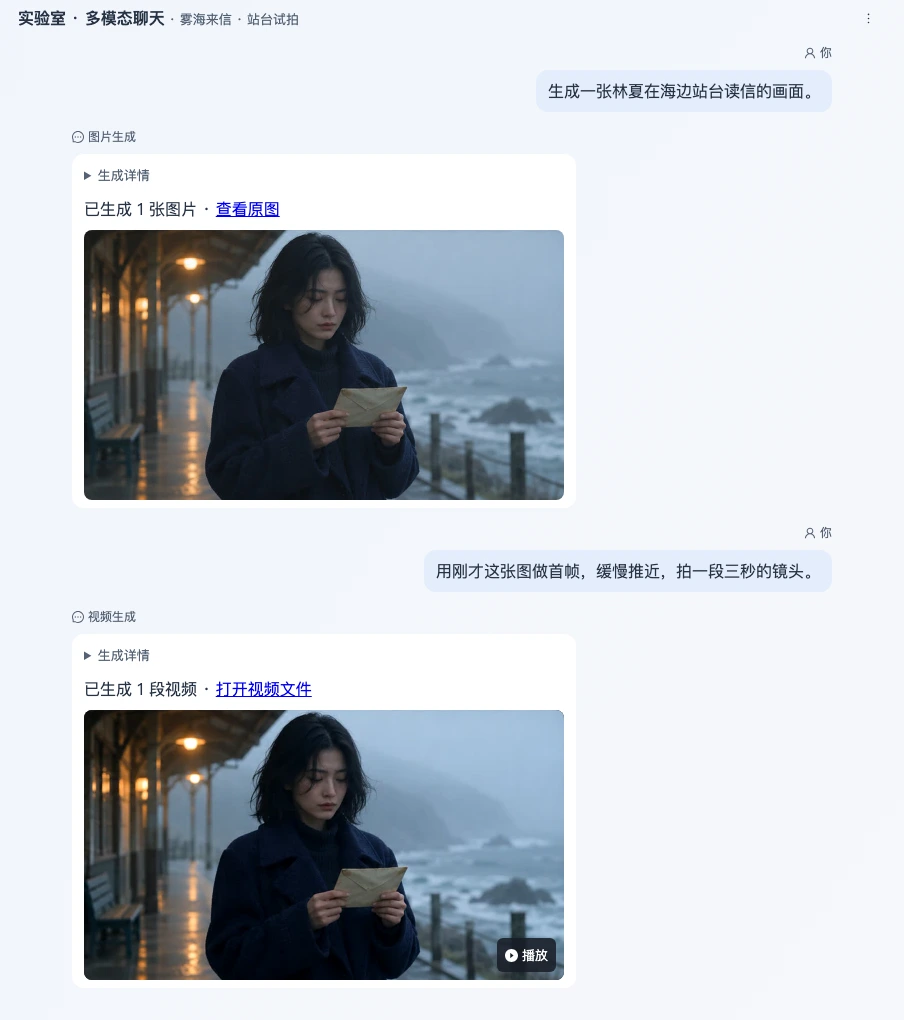 实验室 · 多模态聊天 · 雾海来信 · 站台试拍
你
生成一张林夏在海边站台读信的画面。
图片生成
生成详情
已生成 1 张图片 · 查看原图
你
用刚才这张图做首帧，缓慢推近，拍一段三秒的镜头。
视频生成
生成详情
已生成 1 段视频 · 打开视频文件
播放